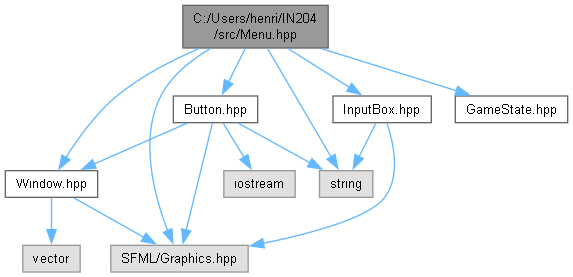 C:/Users/henri/IN204
/src/Menu.hpp
Button.hpp
InputBox.hpp
GameState.hpp
Window.hpp
iostream
string
vector
SFML/Graphics.hpp